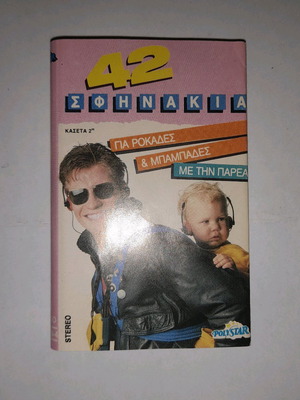 42
ΣΦΗΝΑΚΙΑ
ΚΑΣΕΤΑ 2η
ΓΙΑ ΡΟΚΑΔΕΣ
& ΜΠΑΜΠΑΔΕΣ
ΜΕ ΤΗΝ ΠΑΡΕΑ
STEREO
POLYSTAR